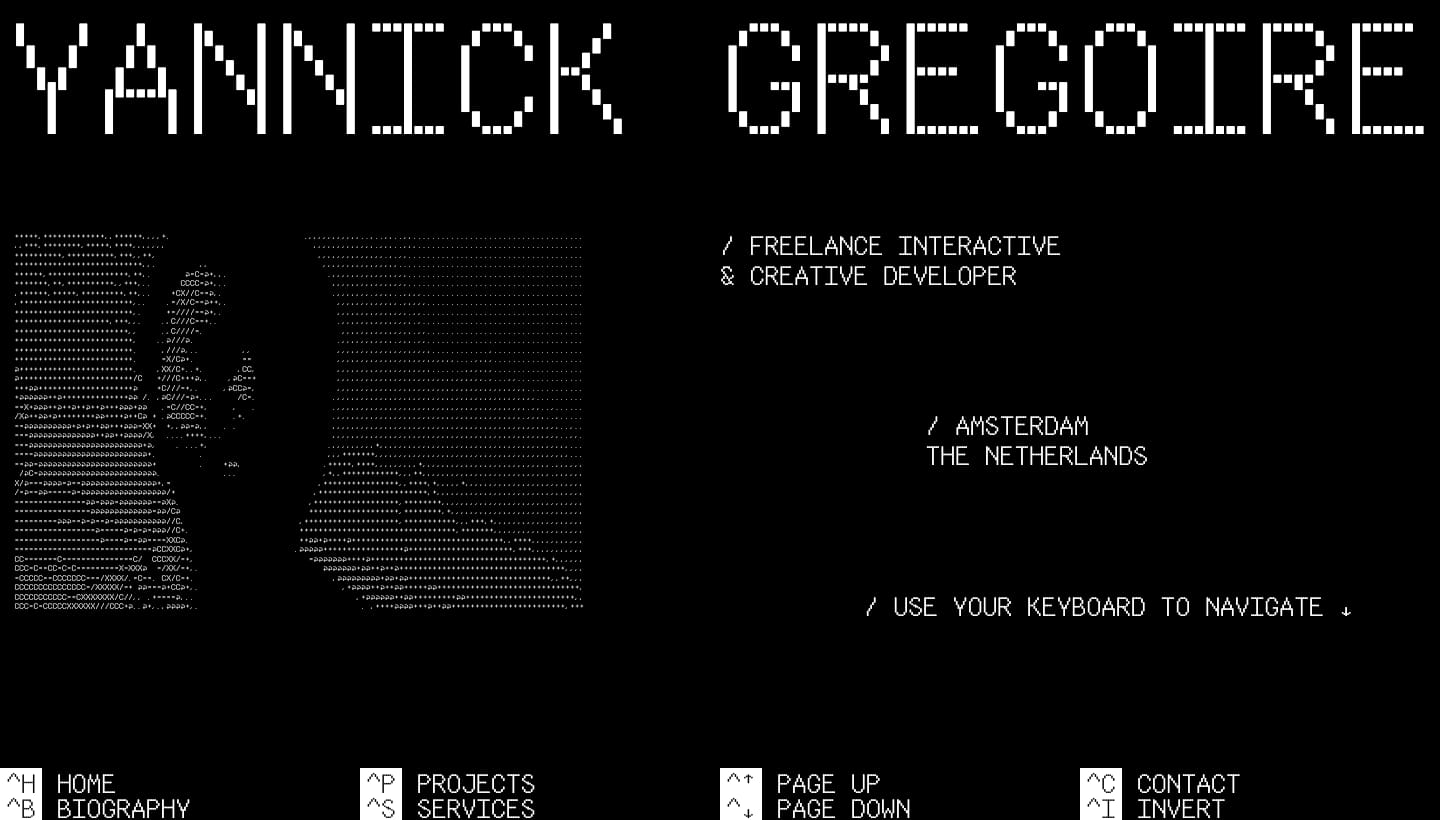 YANNICK GREGOIRE
/ FREELANCE INTERACTIVE
& CREATIVE DEVELOPER
/ AMSTERDAM
THE NETHERLANDS
/ USE YOUR KEYBOARD TO NAVIGATE ↓
^H HOME
^B BIOGRAPHY
^P PROJECTS
^S SERVICES
^↑ PAGE UP
^↓ PAGE DOWN
^C CONTACT
^I INVERT